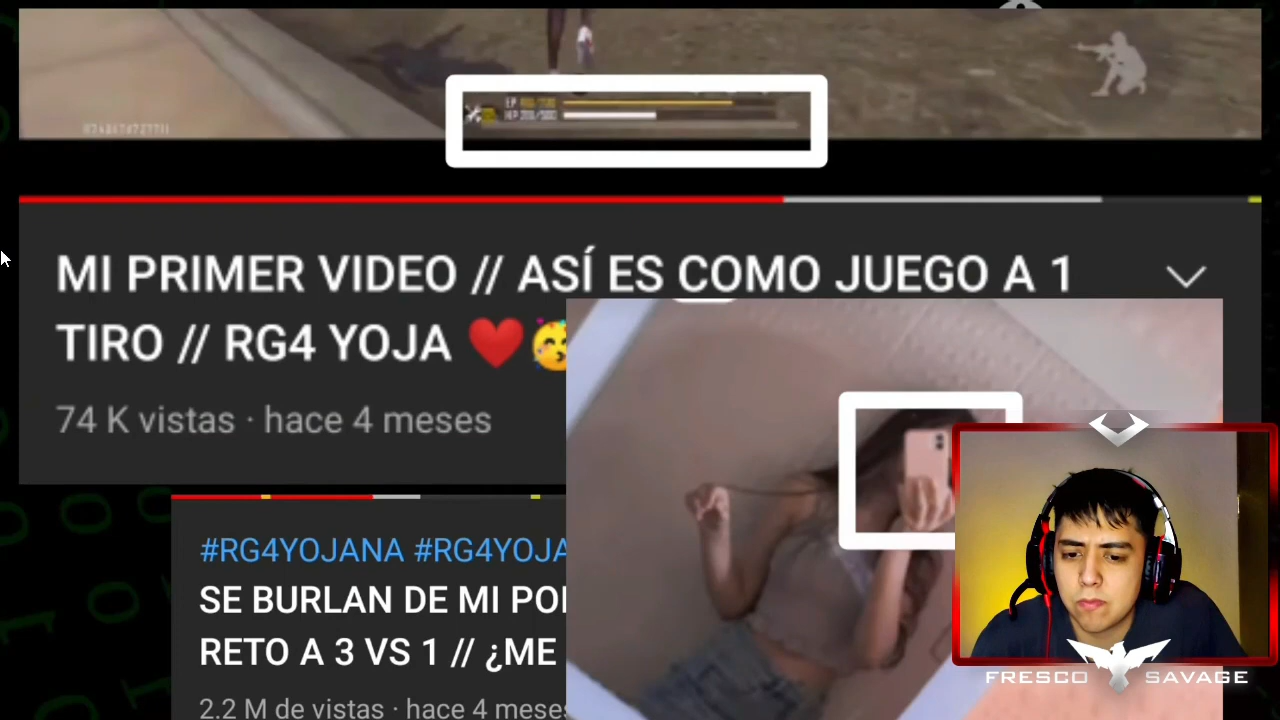 MI PRIMER VIDEO // ASÍ ES COMO JUEGO A 1
TIRO // RG4 YOJA ❤️🥳
74 K vistas · hace 4 meses
#RG4YOJANA #RG4YOJA
SE BURLAN DE MI POI
RETO A 3 VS 1 // ¿ME
2.2 M de vistas · hace 4 meses
FRESCO SAVAGE